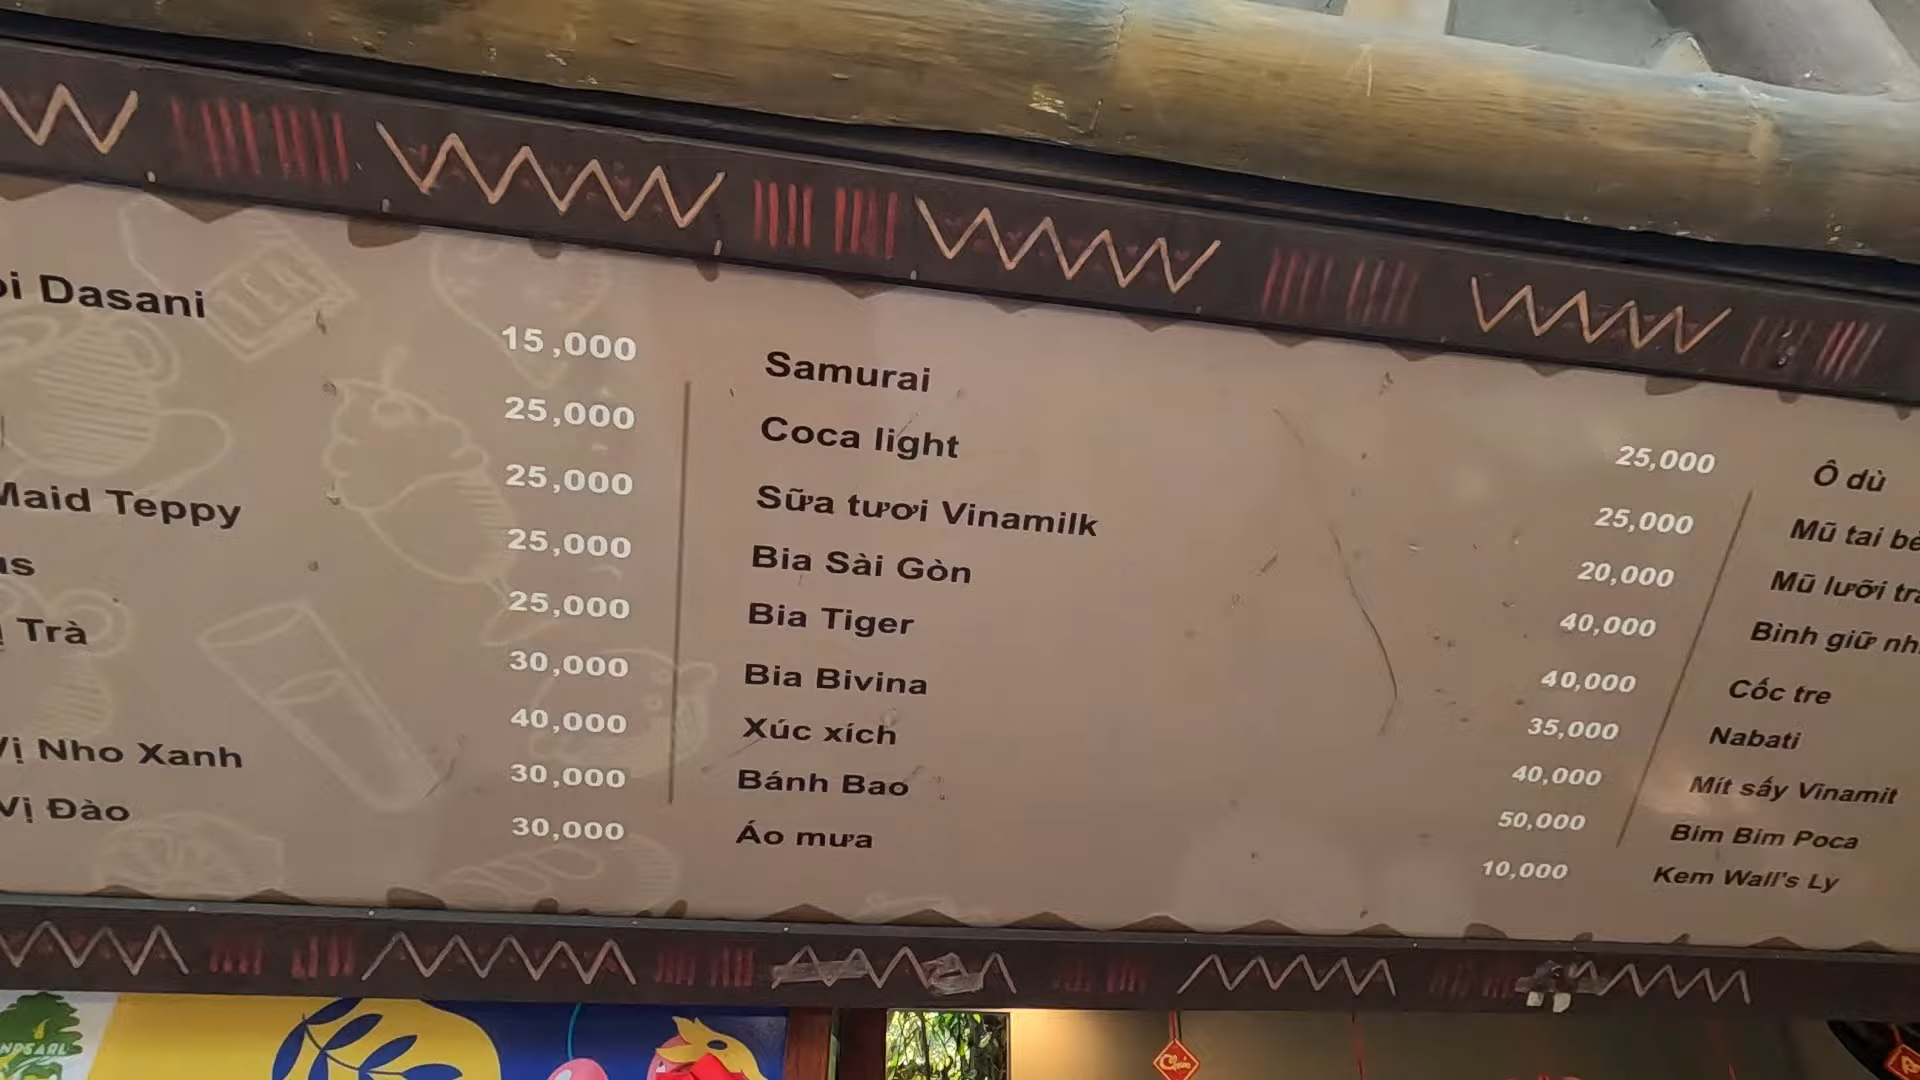 Dasani 15,000
25,000
25,000
Maid Teppy 25,000
25,000
Trà 30,000
40,000
Vị Nho Xanh 30,000
Vị Đào 30,000
Samurai 25,000
Coca light 25,000
Sữa tươi Vinamilk 20,000
Bia Sài Gòn 40,000
Bia Tiger 40,000
Bia Bivina 35,000
Xúc xích 40,000
Bánh Bao 50,000
Áo mưa 10,000
Ô dù
Mũ tai
Mũ lưỡi
Bình giữ
Cốc tre
Nabati
Mít sấy Vinamit
Bim Bim Poca
Kem Wall's Ly
TEA